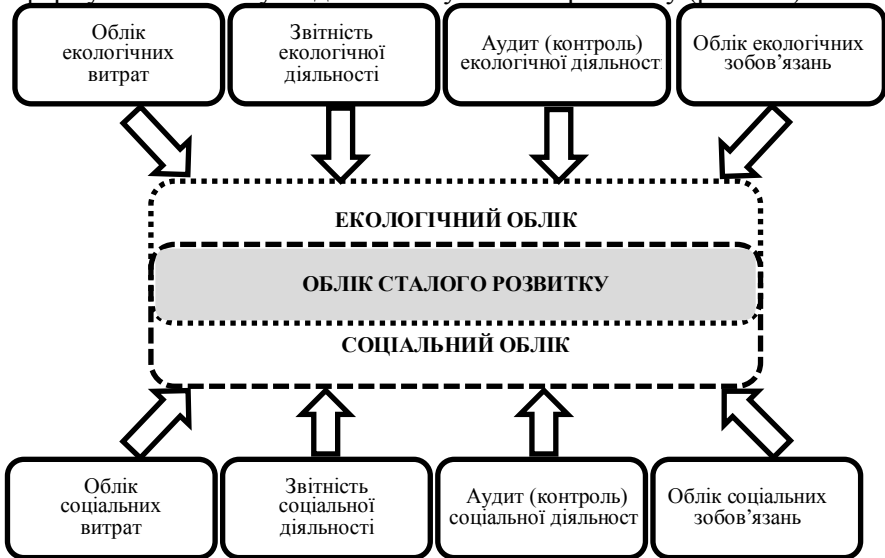 Облік
екологічних
витрат
Звітність
екологічної
діяльності
Аудит (контроль)
екологічної діяльност
Облік екологічних
зобов’язань
ЕКОЛОГІЧНИЙ ОБЛІК
ОБЛІК СТАЛОГО РОЗВИТКУ
СОЦІАЛЬНИЙ ОБЛІК
Облік
соціальних
витрат
Звітність
соціальної
діяльності
Аудит (контроль)
соціальної діяльност
Облік соціальних
зобов’язань